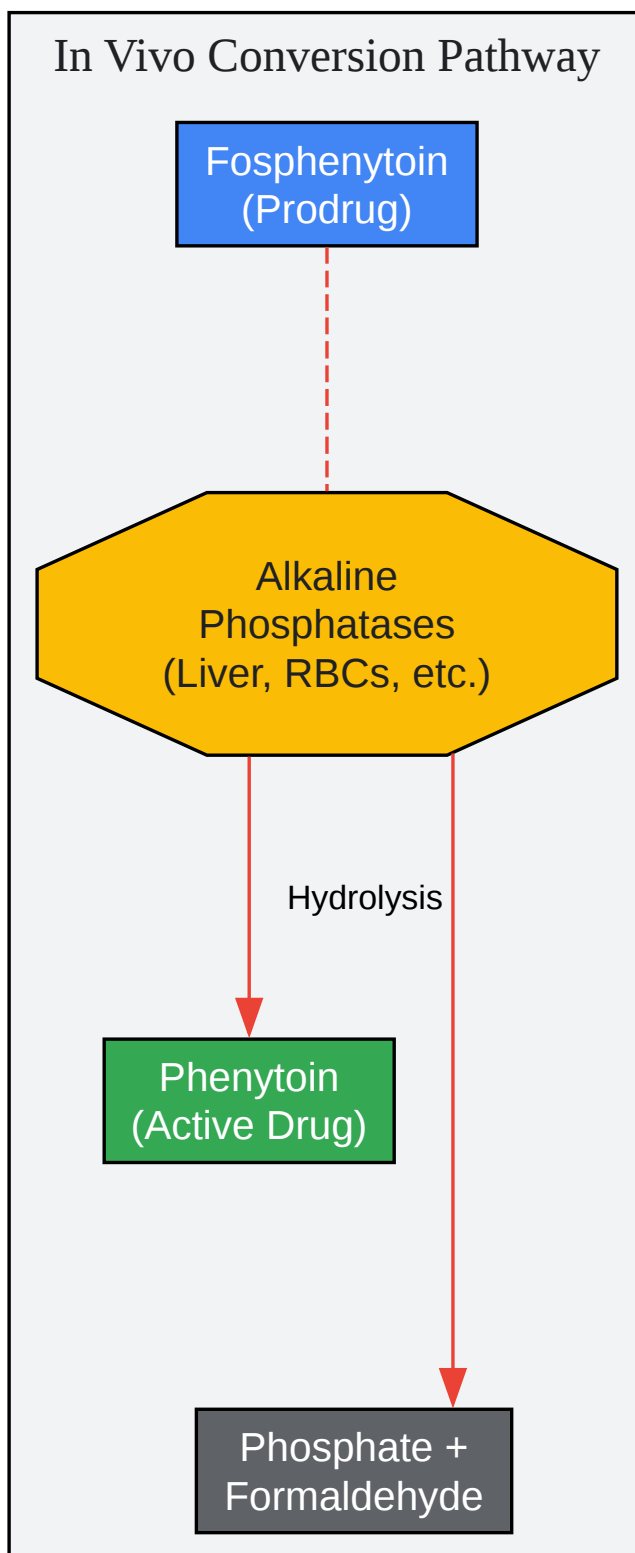 In Vivo Conversion Pathway
Fosphenytoin
(Prodrug)
Alkaline
Phosphatases
(Liver, RBCs, etc.)
Hydrolysis
Phenytoin
(Active Drug)
Phosphate +
Formaldehyde